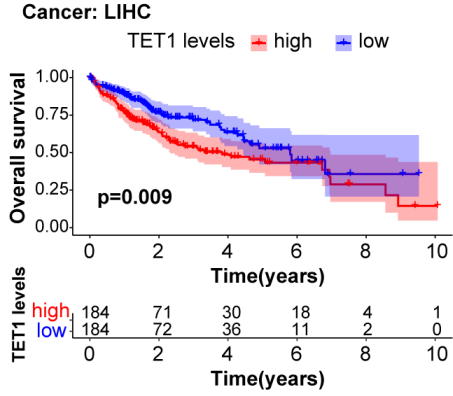 Cancer: LIHC
TET1 levels high low
Overall survival
1.00
0.75
0.50
0.25
0.00
p=0.009
0 2 4 6 8 10
Time(years)
TET1 levels
high 184 71 30 18 4 1
low 184 72 36 11 2 0
0 2 4 6 8 10
Time(years)